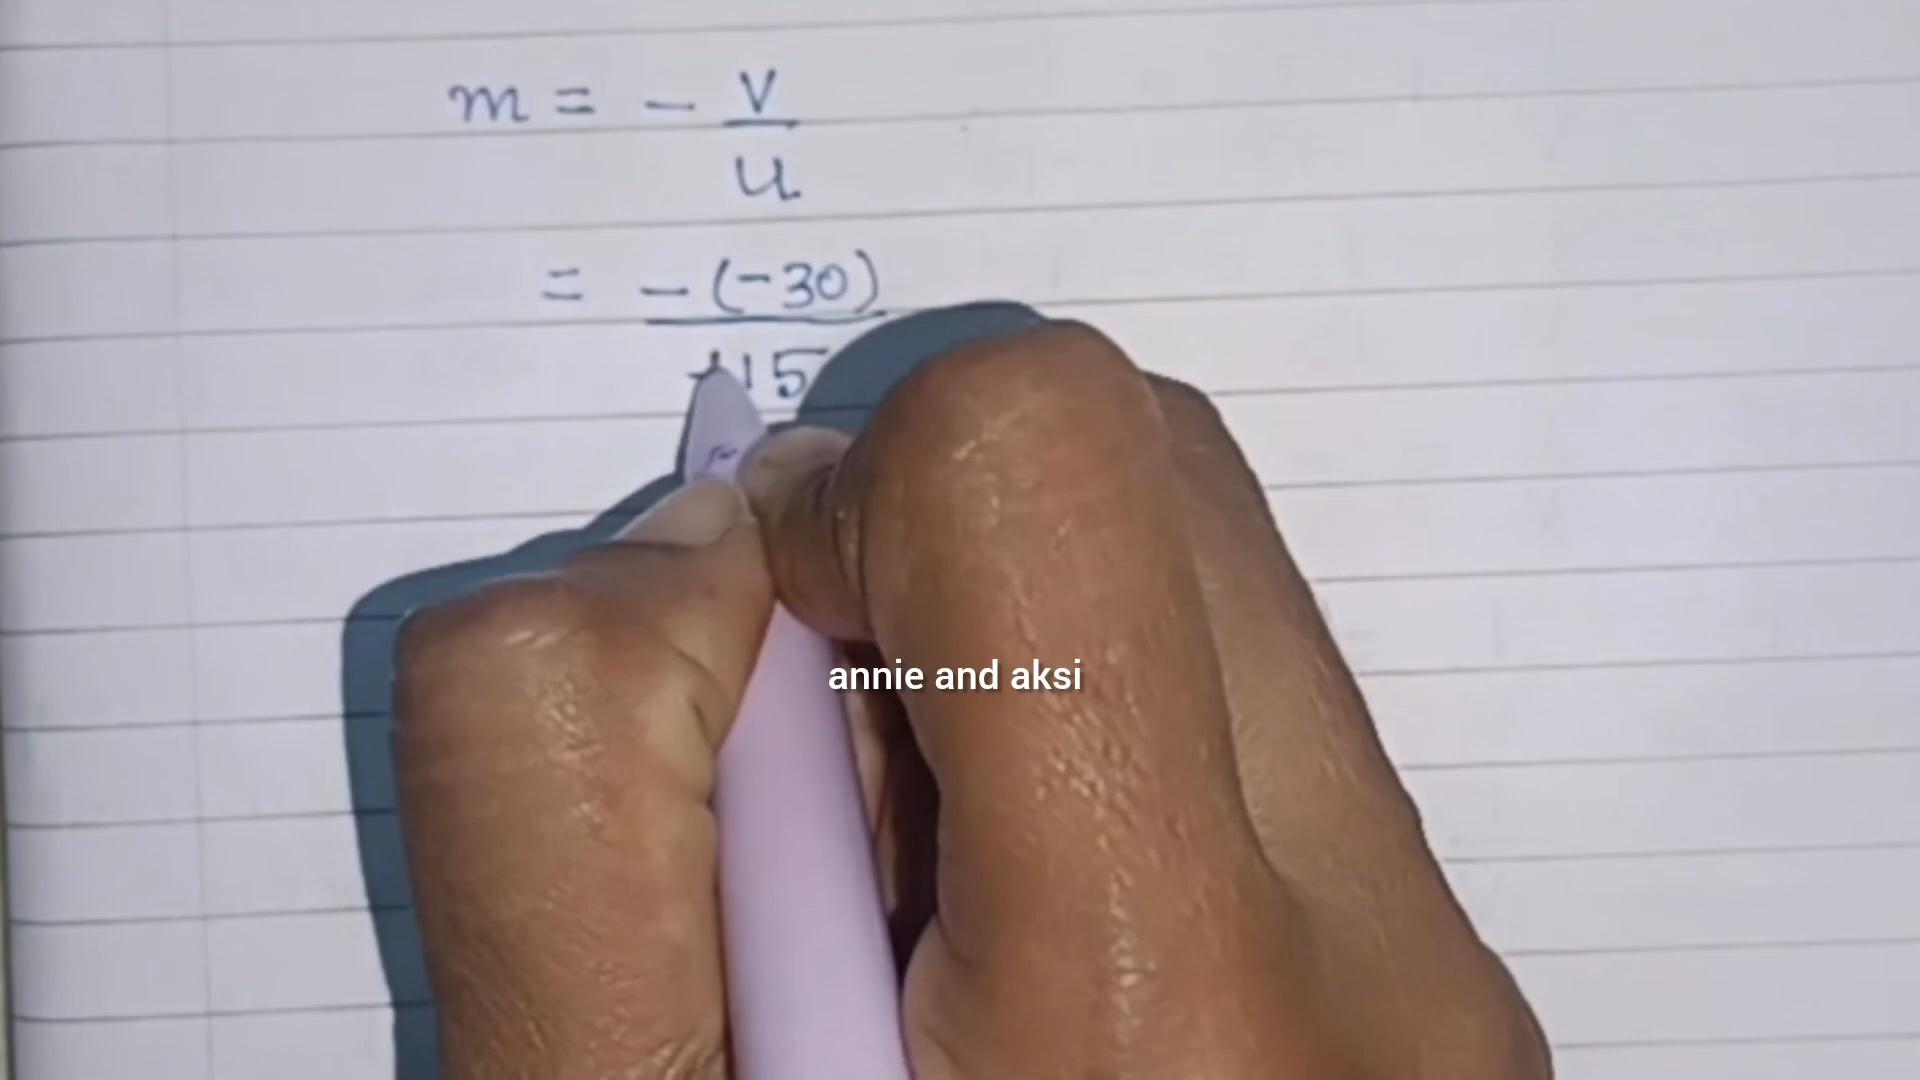 m = - v/u
= -(-30)/+15
annie and aksi